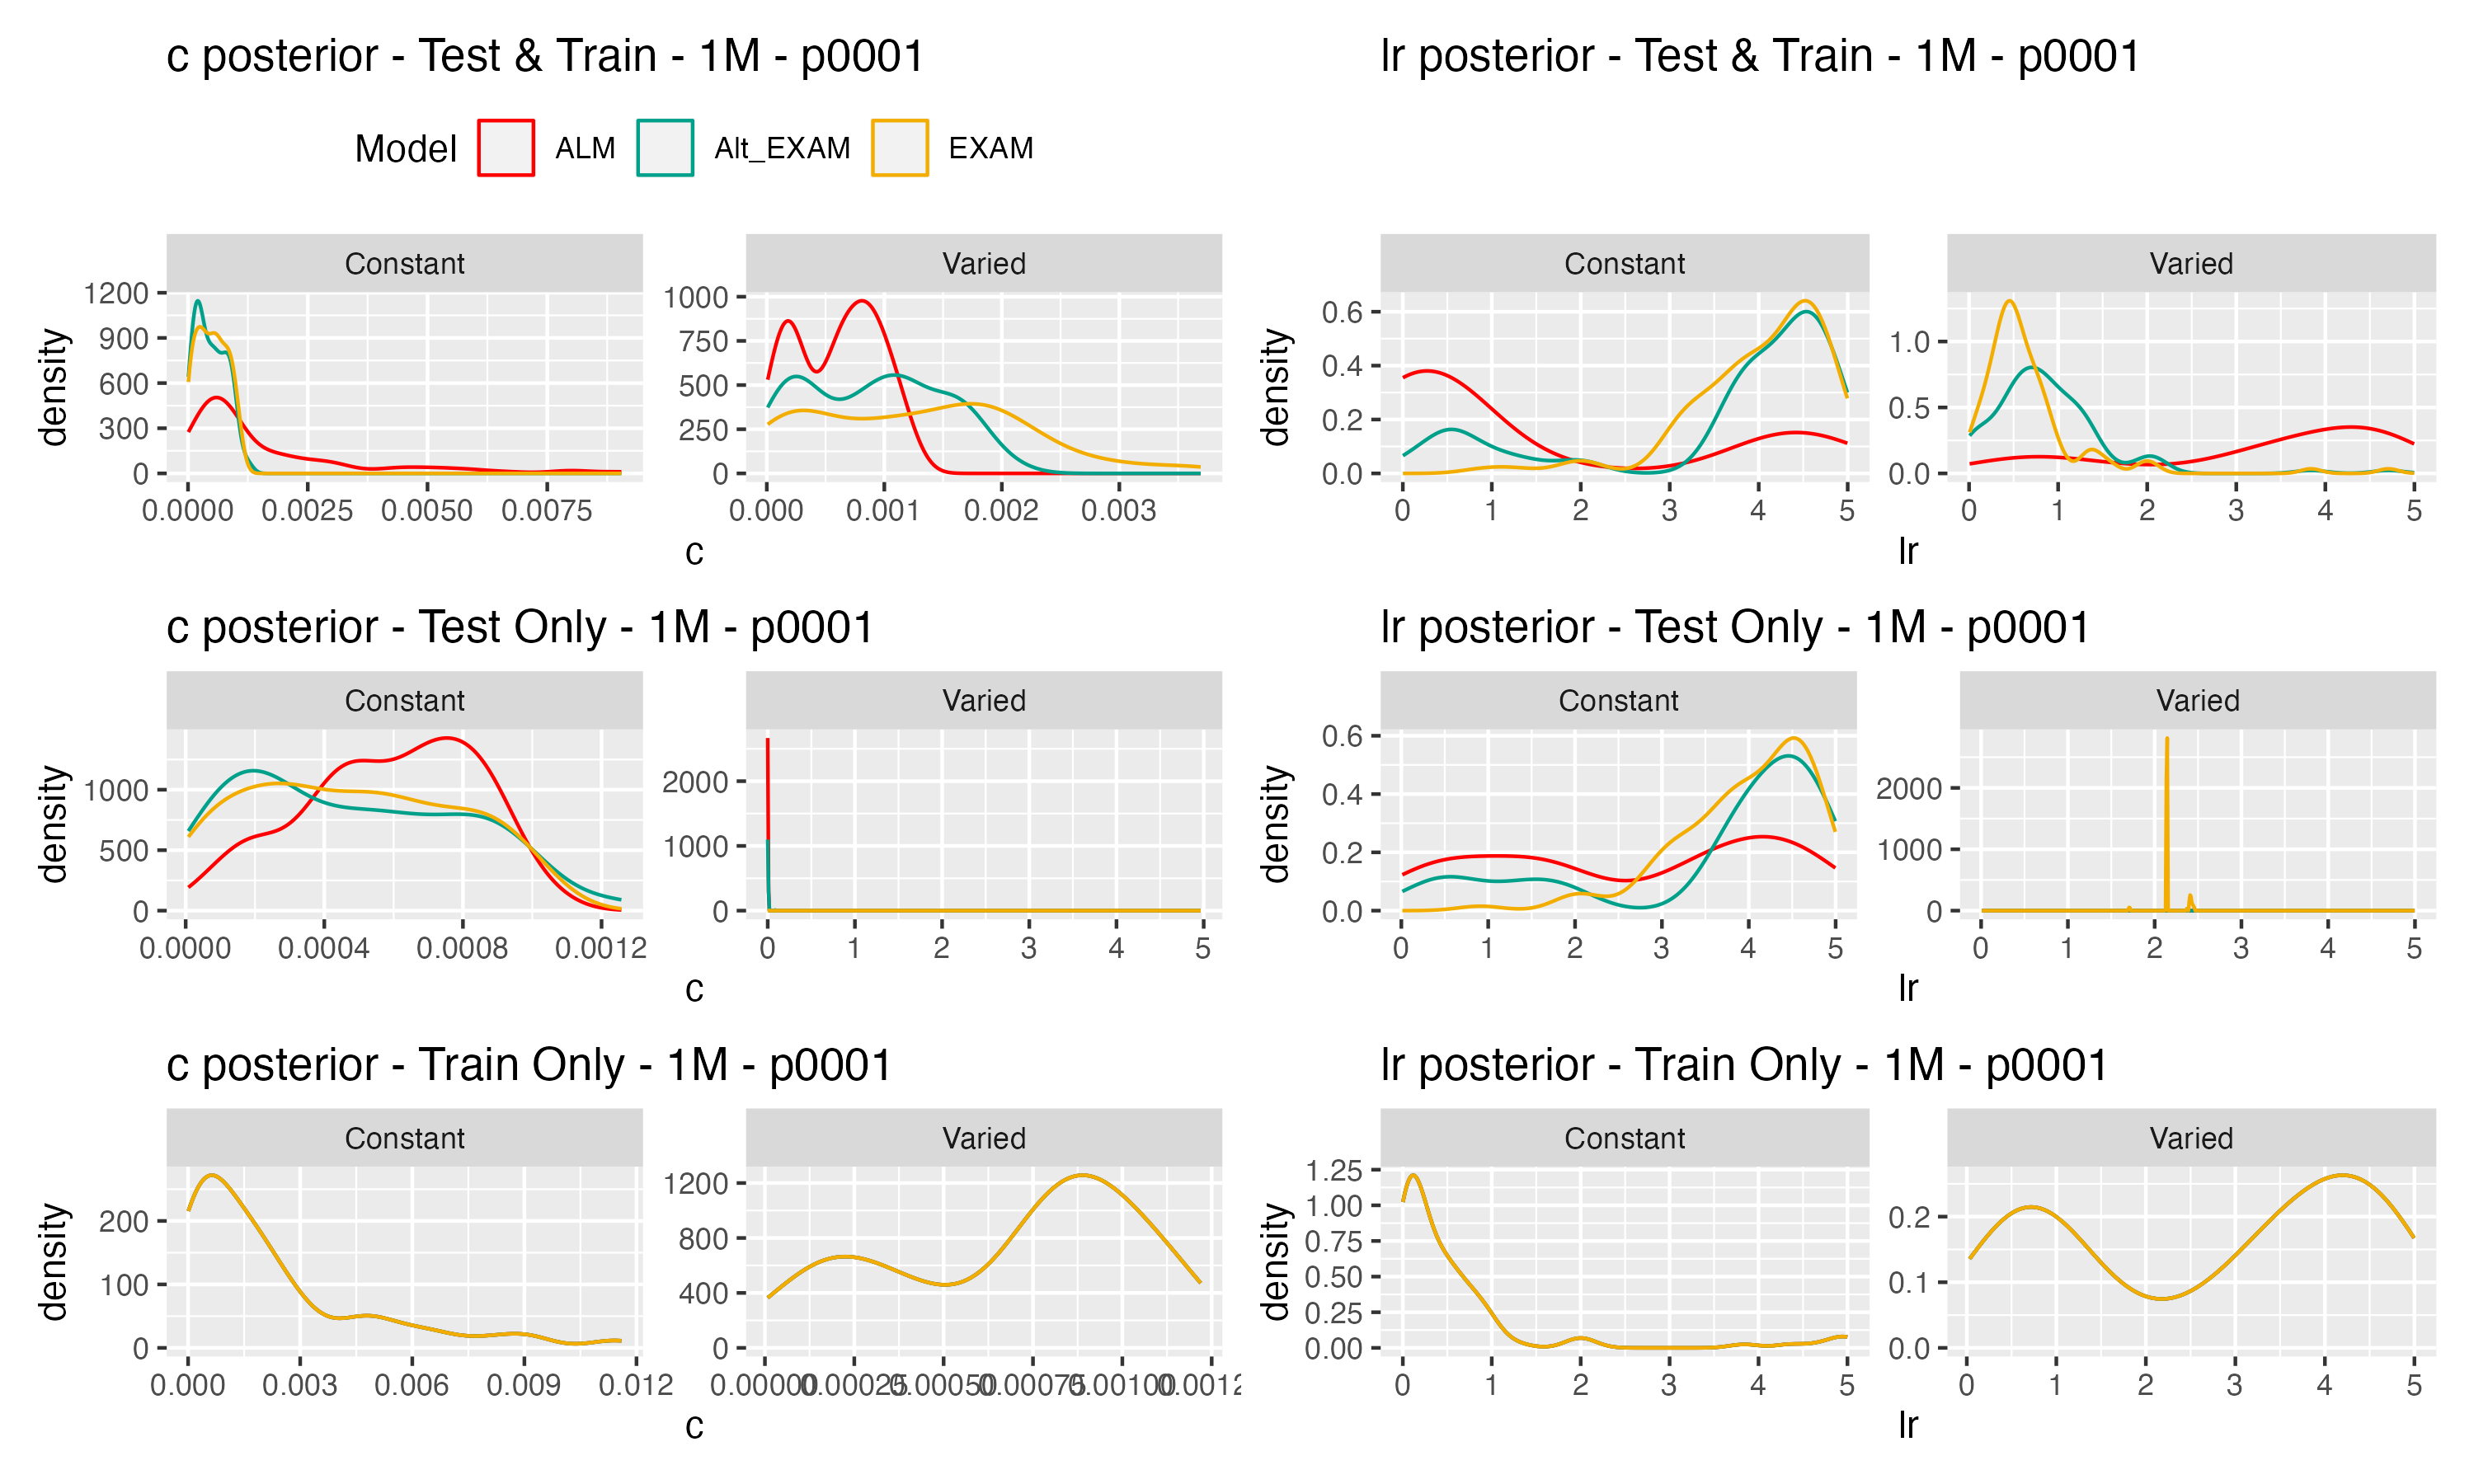 c posterior - Test & Train - 1M - p0001
Model ALM Alt_EXAM EXAM
Constant Varied
density
1200
900
600
300
0
0.0000 0.0025 0.0050 0.0075
1000
750
500
250
0
0.000 0.001 0.002 0.003
c
lr posterior - Test & Train - 1M - p0001
Constant Varied
density
0.6
0.4
0.2
0.0
0 1 2 3 4 5
1.0
0.5
0.0
0 1 2 3 4 5
lr
c posterior - Test Only - 1M - p0001
Constant Varied
density
1000
500
0
0.0000 0.0004 0.0008 0.0012
2000
1000
0
0 1 2 3 4 5
c
lr posterior - Test Only - 1M - p0001
Constant Varied
density
0.6
0.4
0.2
0.0
0 1 2 3 4 5
2000
1000
0
0 1 2 3 4 5
lr
c posterior - Train Only - 1M - p0001
Constant Varied
density
200
100
0
0.000 0.003 0.006 0.009 0.012
1200
800
400
0
0.00000 0.00025 0.00050 0.00075 0.00100
c
lr posterior - Train Only - 1M - p0001
Constant Varied
density
1.25
1.00
0.75
0.50
0.25
0.00
0 1 2 3 4 5
0.2
0.1
0.0
0 1 2 3 4 5
lr